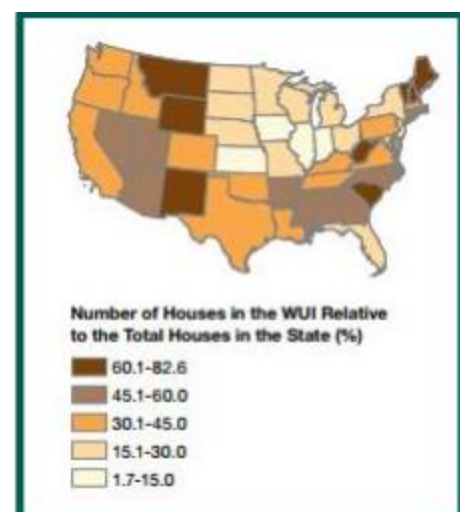 Number of Houses in the WUI Relative
to the Total Houses in the State (%)
60.1-82.6
45.1-60.0
30.1-45.0
15.1-30.0
1.7-15.0